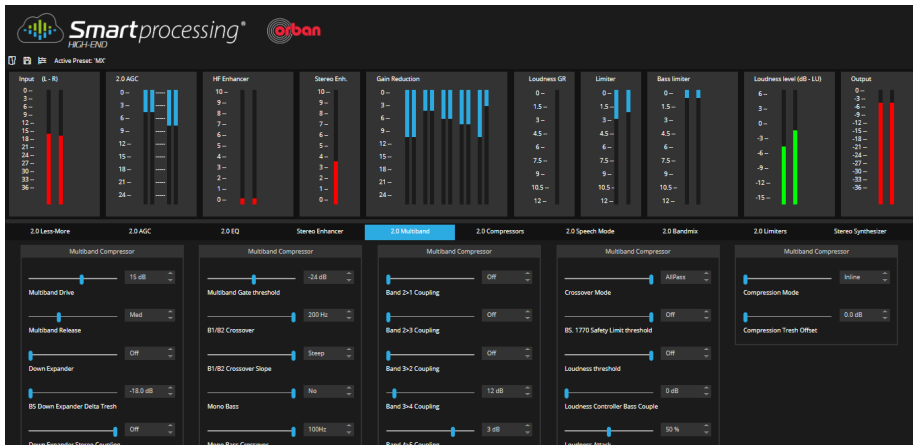 Smartprocessing®
HIGH-END
orban
Active Preset: 'MX'
Input (L - R) 2.0 AGC HF Enhancer Stereo Enh. Gain Reduction Loudness GR Limiter Bass limiter Loudness level (dB - LU) Output
0 3 6 9 12 15 18 21 24 27 30 33 36
0 3 6 9 12 15 18 21 24
10 9 8 7 6 5 4 3 2 1 0
10 9 8 7 6 5 4 3 2 1 0
0 3 6 9 12 15 18 21 24
0 1.5 3 4.5 6 7.5 9 10.5 12
0 1.5 3 4.5 6 7.5 9 10.5 12
0 1.5 3 4.5 6 7.5 9 10.5 12
6 3 0 -3 -6 -9 -12 -15
0 -3 -6 -9 -12 -15 -18 -21 -24 -27 -30 -33 -36
2.0 Less-More 2.0 AGC 2.0 EQ Stereo Enhancer 2.0 Multiband 2.0 Compressors 2.0 Speech Mode 2.0 Bandmix 2.0 Limiters Stereo Synthesizer
Multiband Compressor
15 dB
Multiband Drive
Med
Multiband Release
Off
Down Expander
-18.0 dB
B5 Down Expander Delta Tresh
Off
Down Expander Stereo Coupling
Multiband Compressor
-24 dB
Multiband Gate threshold
200 Hz
B1/B2 Crossover
Steep
B1/B2 Crossover Slope
No
Mono Bass
100Hz
Mono Bass Crossover
Multiband Compressor
Off
Band 2>1 Coupling
Off
Band 2>3 Coupling
Off
Band 3>2 Coupling
12 dB
Band 3>4 Coupling
3 dB
Band 4>5 Coupling
Multiband Compressor
AllPass
Crossover Mode
Off
BS. 1770 Safety Limit threshold
Off
Loudness threshold
0 dB
Loudness Controller Bass Couple
50 %
Loudness Attack
Multiband Compressor
Inline
Compression Mode
0.0 dB
Compression Tresh Offset